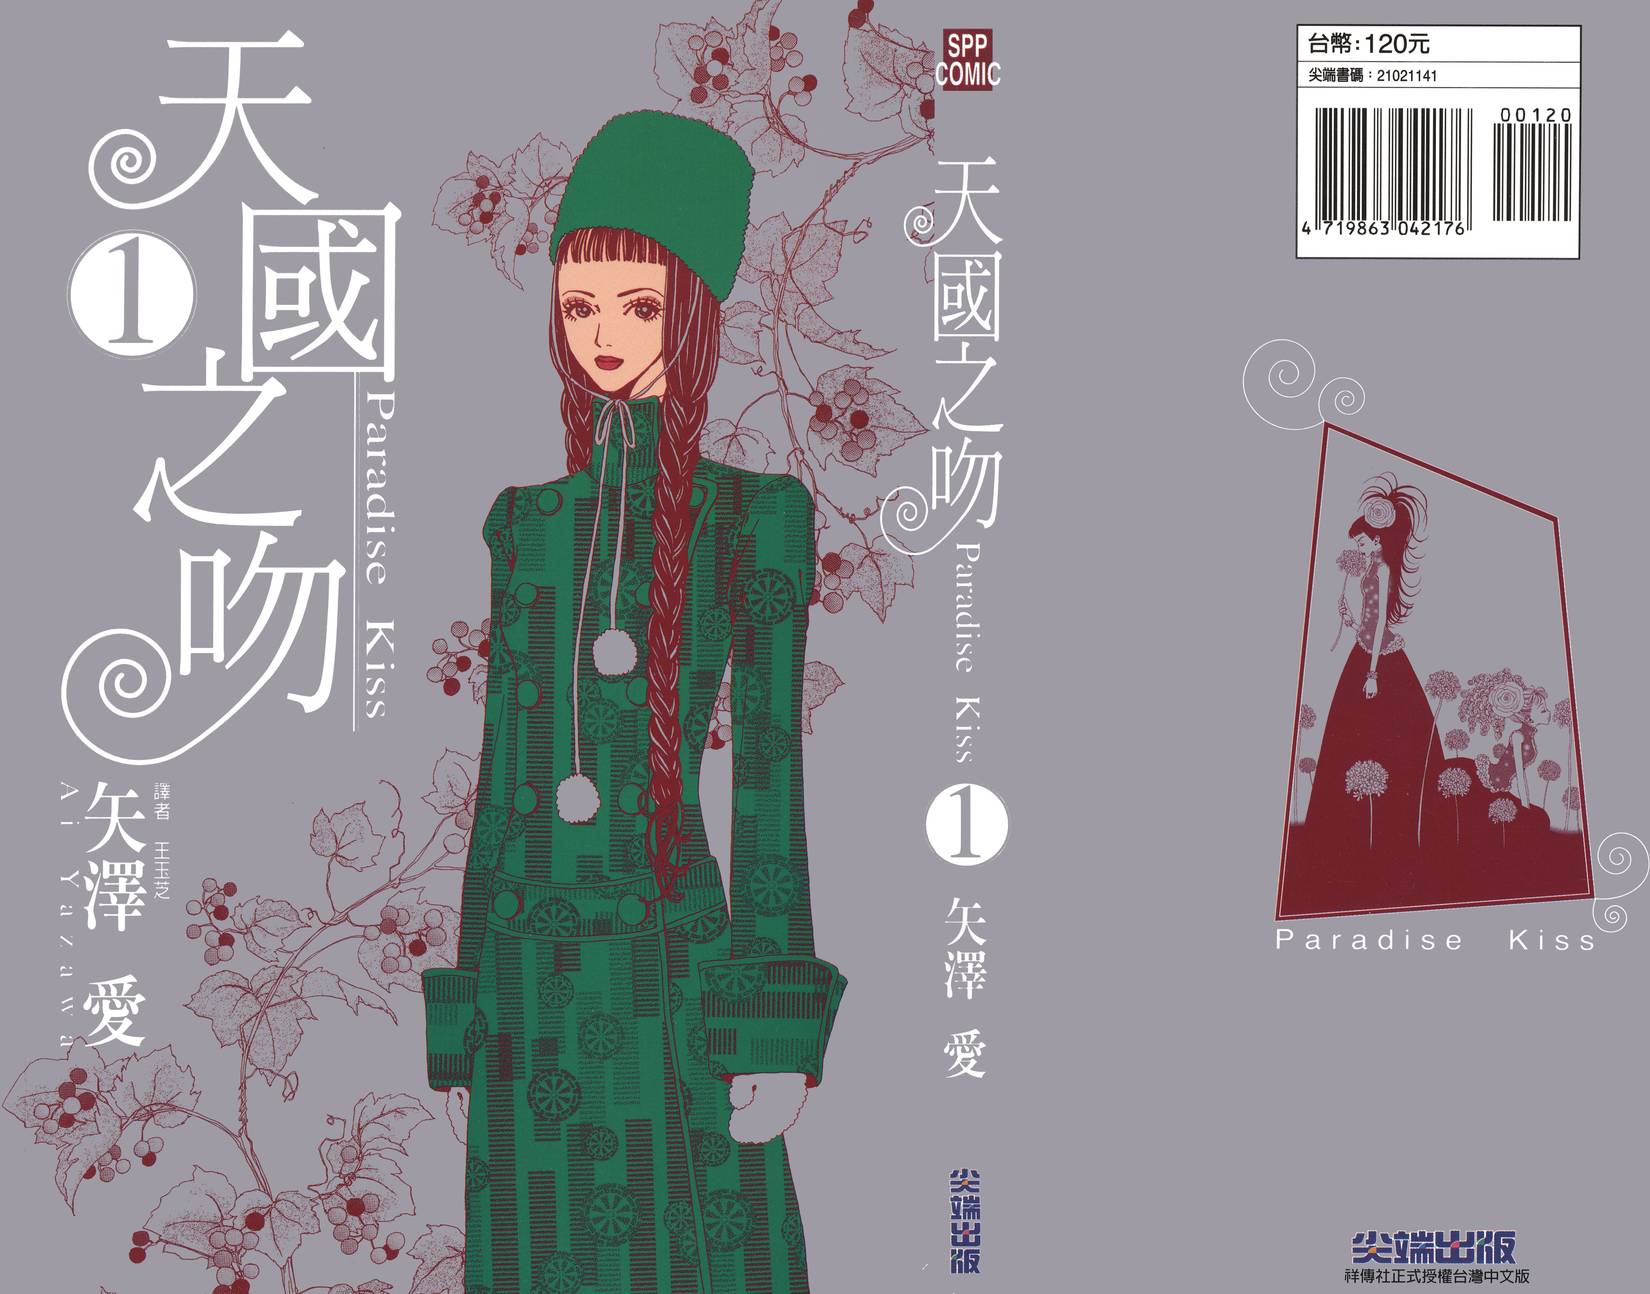 天國之吻
1
Paradise Kiss
譯者 王玉芝
矢澤 愛
Ai Yazawa
SPP
COMIC
天國之吻
Paradise Kiss
1
矢澤 愛
尖端出版
台幣:120元
尖端書碼:21021141
00120
4 719863 042176
Paradise Kiss
尖端出版
祥傳社正式授權台灣中文版